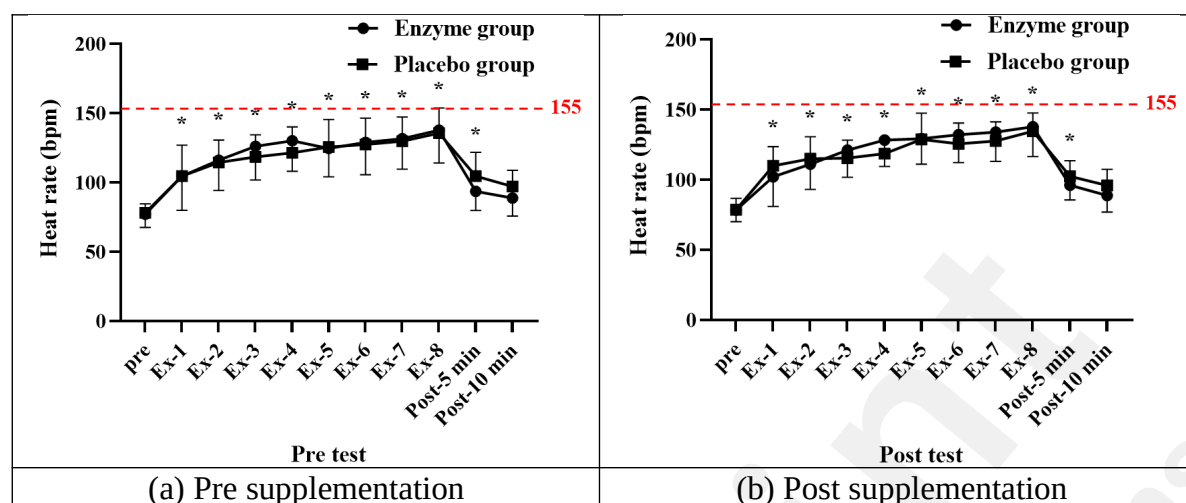 Enzyme group
Placebo group
200
150
100
50
0
Heat rate (bpm)
155
* * * * * * * * *
pre Ex-1 Ex-2 Ex-3 Ex-4 Ex-5 Ex-6 Ex-7 Ex-8 Post-5 min Post-10 min
Pre test
(a) Pre supplementation
Enzyme group
Placebo group
200
150
100
50
0
Heat rate (bpm)
155
* * * * * * * * *
pre Ex-1 Ex-2 Ex-3 Ex-4 Ex-5 Ex-6 Ex-7 Ex-8 Post-5 min Post-10 min
Post test
(b) Post supplementation